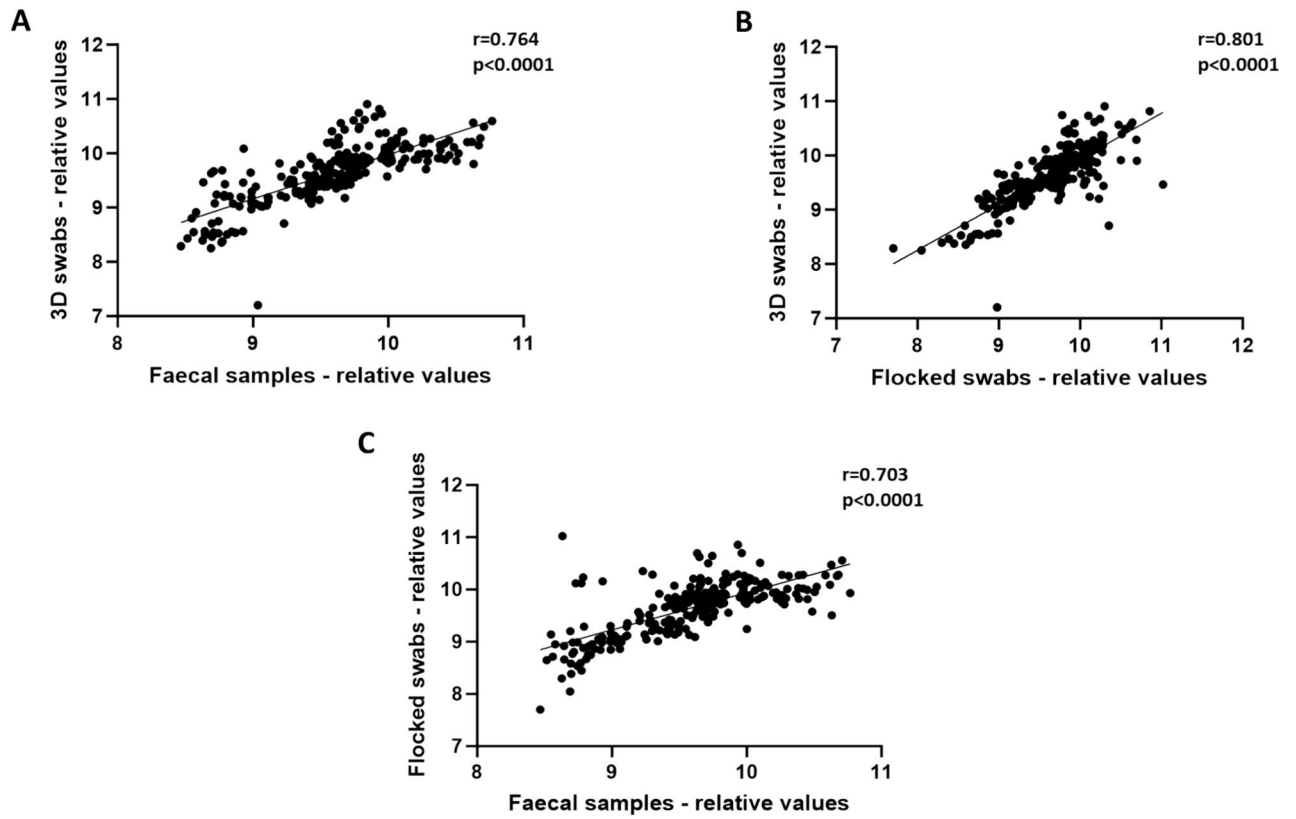 A
r=0.764
p<0.0001
3D swabs - relative values
12
11
10
9
8
7
8
9
10
11
Faecal samples - relative values
B
r=0.801
p<0.0001
3D swabs - relative values
12
11
10
9
8
7
7
8
9
10
11
12
Flocked swabs - relative values
C
r=0.703
p<0.0001
Flocked swabs - relative values
12
11
10
9
8
7
8
9
10
11
Faecal samples - relative values